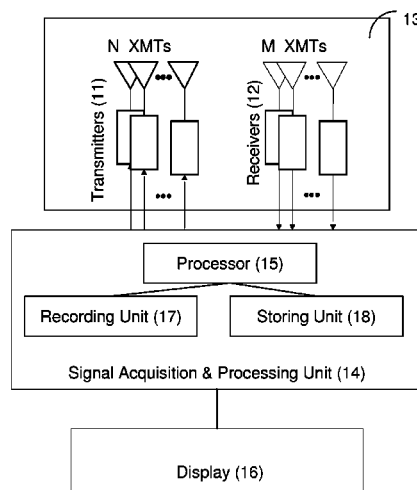 13
N XMTs
M XMTs
Transmitters (11)
Receivers (12)
Processor (15)
Recording Unit (17)
Storing Unit (18)
Signal Acquisition & Processing Unit (14)
Display (16)